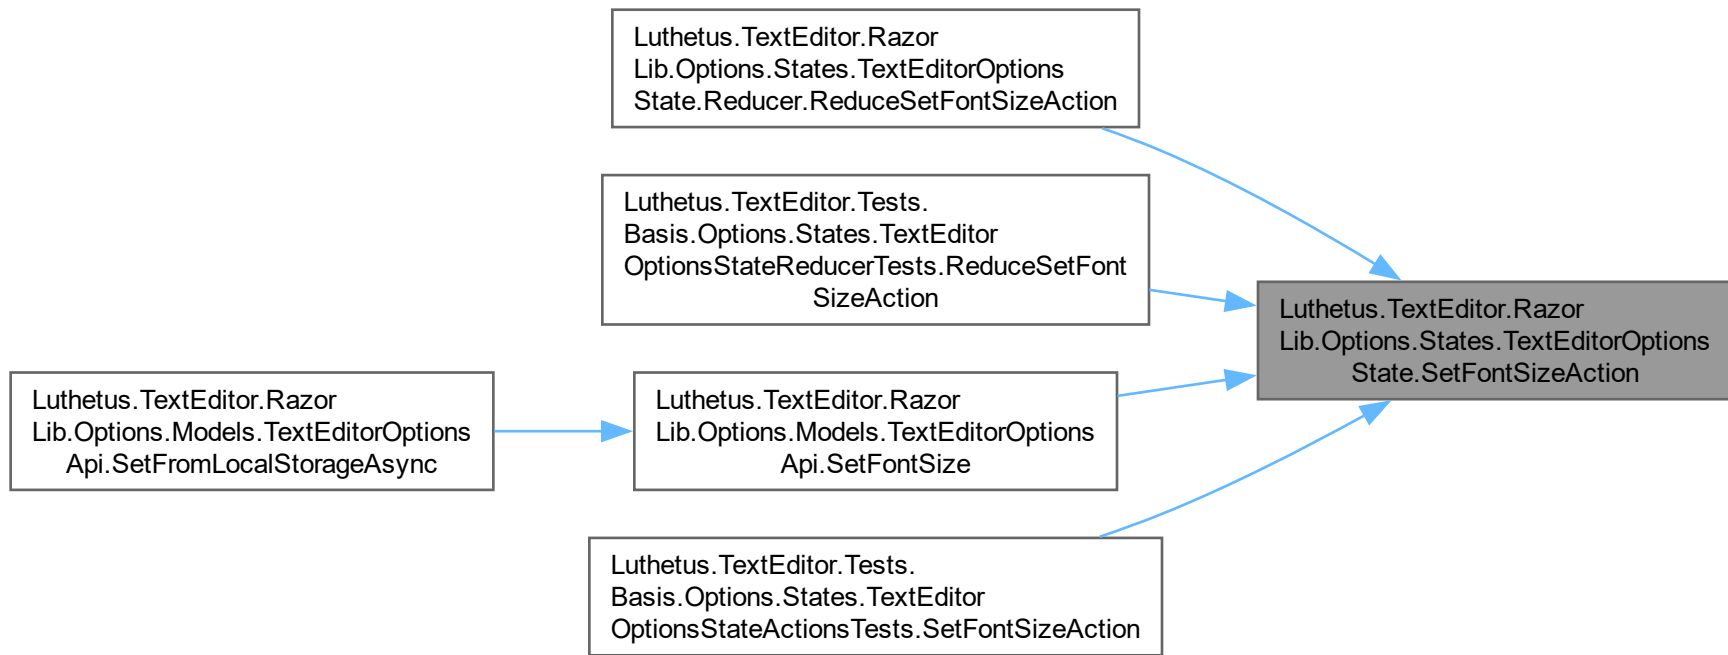 Luthetus.TextEditor.Razor
Lib.Options.States.TextEditorOptions
State.Reducer.ReduceSetFontSizeAction
Luthetus.TextEditor.Tests.
Basis.Options.States.TextEditor
OptionsStateReducerTests.ReduceSetFont
SizeAction
Luthetus.TextEditor.Razor
Lib.Options.States.TextEditorOptions
State.SetFontSizeAction
Luthetus.TextEditor.Razor
Lib.Options.Models.TextEditorOptions
Api.SetFromLocalStorageAsync
Luthetus.TextEditor.Razor
Lib.Options.Models.TextEditorOptions
Api.SetFontSize
Luthetus.TextEditor.Tests.
Basis.Options.States.TextEditor
OptionsStateActionsTests.SetFontSizeAction